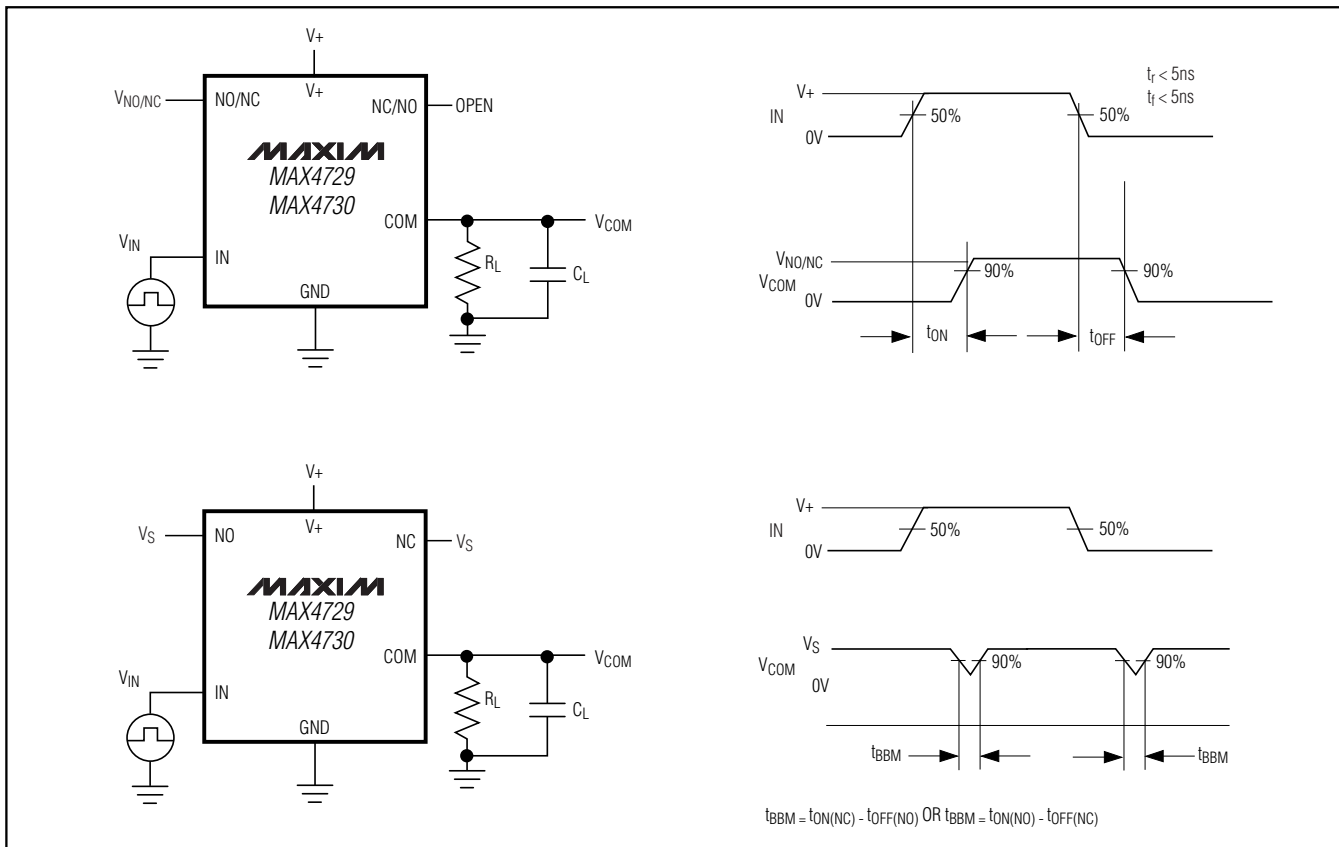 V+
V+
VNO/NC
NO/NC
NC/NO
OPEN
MAXIM
MAX4729
MAX4730
COM
VCOM
VIN
IN
RL
CL
GND
tr < 5ns
tf < 5ns
V+
IN
50%
50%
0V
VNO/NC
90%
90%
VCOM
0V
tON
tOFF
V+
V+
VS
NO
NC
VS
MAXIM
MAX4729
MAX4730
COM
VCOM
VIN
IN
RL
CL
GND
V+
IN
50%
50%
0V
VS
90%
90%
VCOM
0V
tBBM
tBBM
tBBM = tON(NC) - tOFF(NO) OR tBBM = tON(NO) - tOFF(NC)